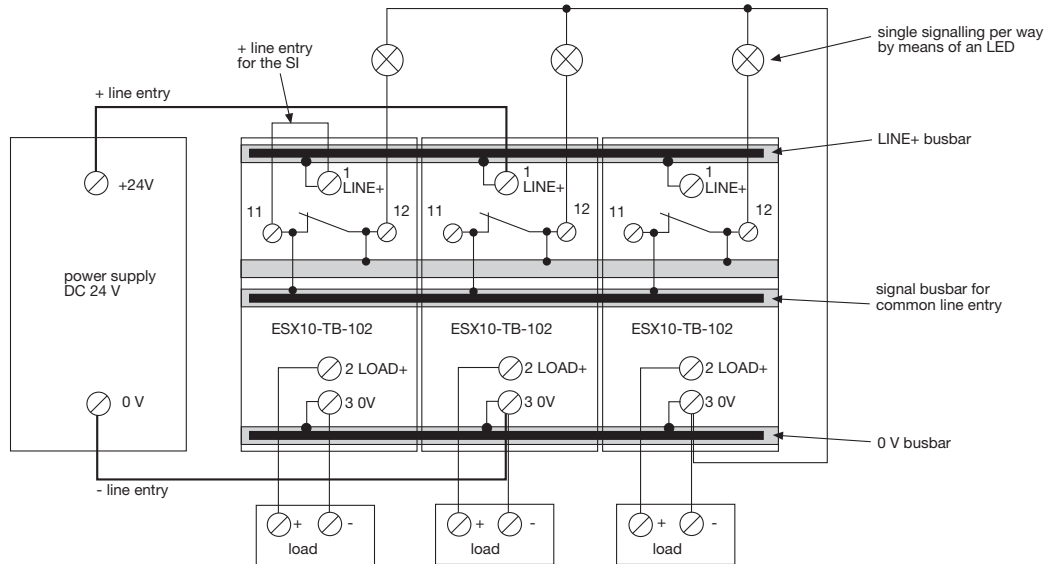 single signalling per way
by means of an LED
+ line entry
for the SI
+ line entry
LINE+ busbar
+24V
1
LINE+
1
LINE+
1
LINE+
11
12
11
12
11
12
power supply
DC 24 V
signal busbar for
common line entry
ESX10-TB-102
ESX10-TB-102
ESX10-TB-102
2 LOAD+
2 LOAD+
2 LOAD+
0 V
3 0V
3 0V
3 0V
0 V busbar
- line entry
+ -
+ -
+ -
load
load
load